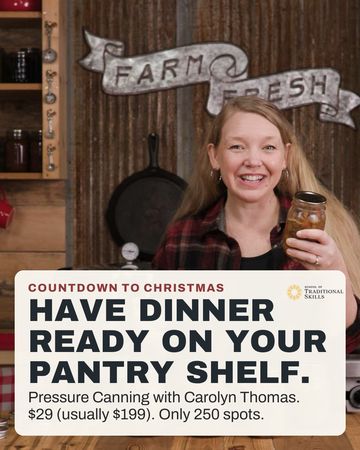 FARM
FRESH
COUNTDOWN TO CHRISTMAS
SCHOOL OF
TRADITIONAL
SKILLS
HAVE DINNER
READY ON YOUR
PANTRY SHELF.
Pressure Canning with Carolyn Thomas.
$29 (usually $199). Only 250 spots.